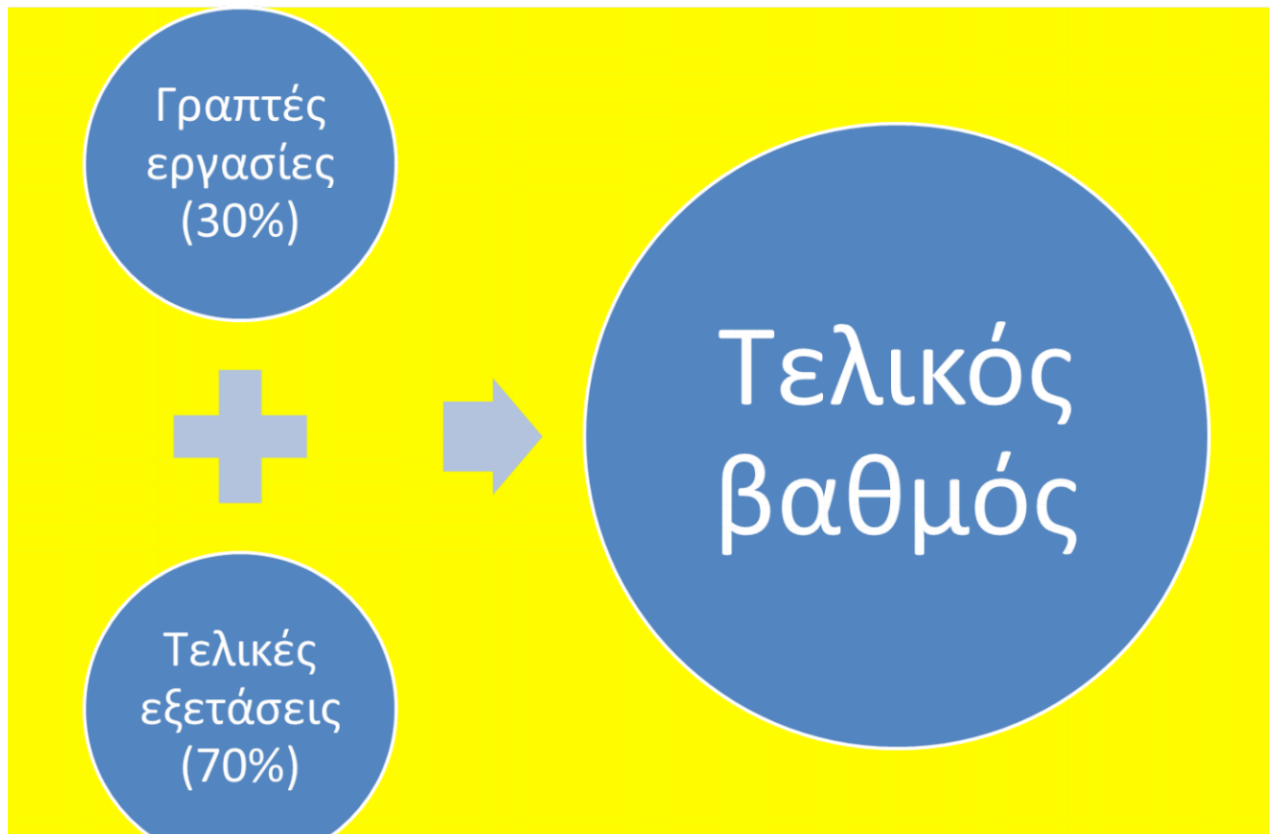 Γραπτές
εργασίες
(30%)
Τελικός
βαθμός
Τελικές
εξετάσεις
(70%)